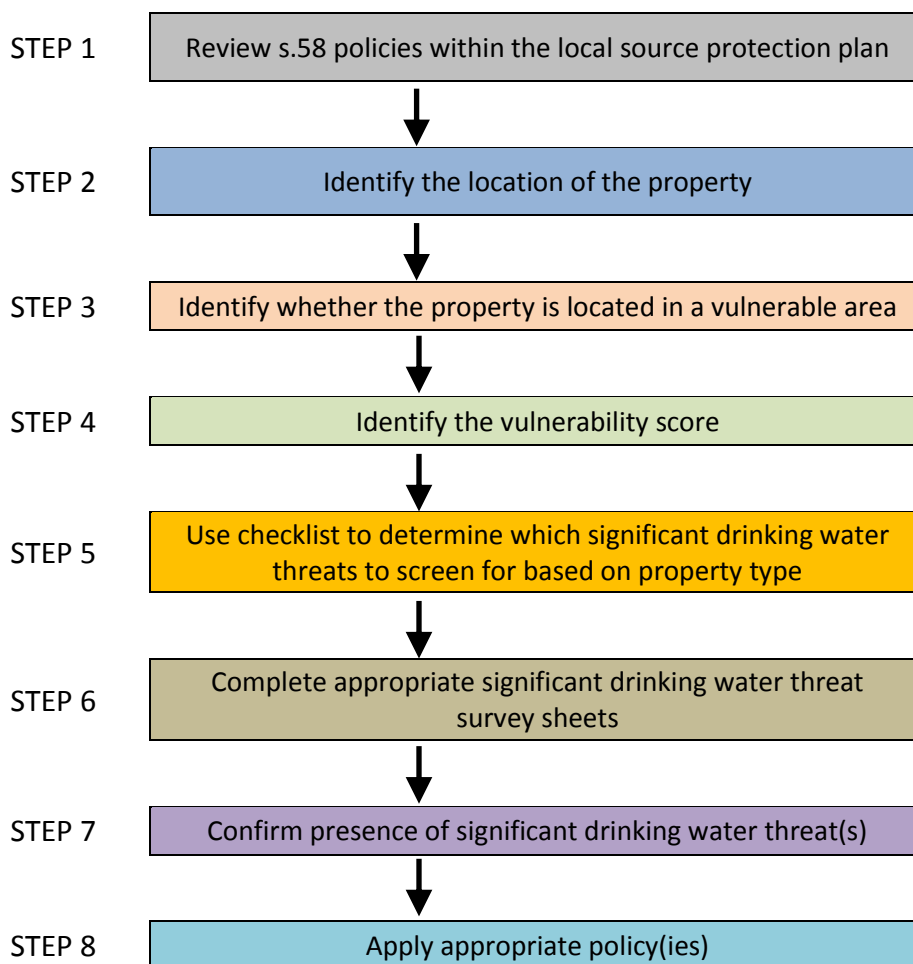 STEP 1
Review s.58 policies within the local source protection plan
STEP 2
Identify the location of the property
STEP 3
Identify whether the property is located in a vulnerable area
STEP 4
Identify the vulnerability score
STEP 5
Use checklist to determine which significant drinking water
threats to screen for based on property type
STEP 6
Complete appropriate significant drinking water threat
survey sheets
STEP 7
Confirm presence of significant drinking water threat(s)
STEP 8
Apply appropriate policy(ies)